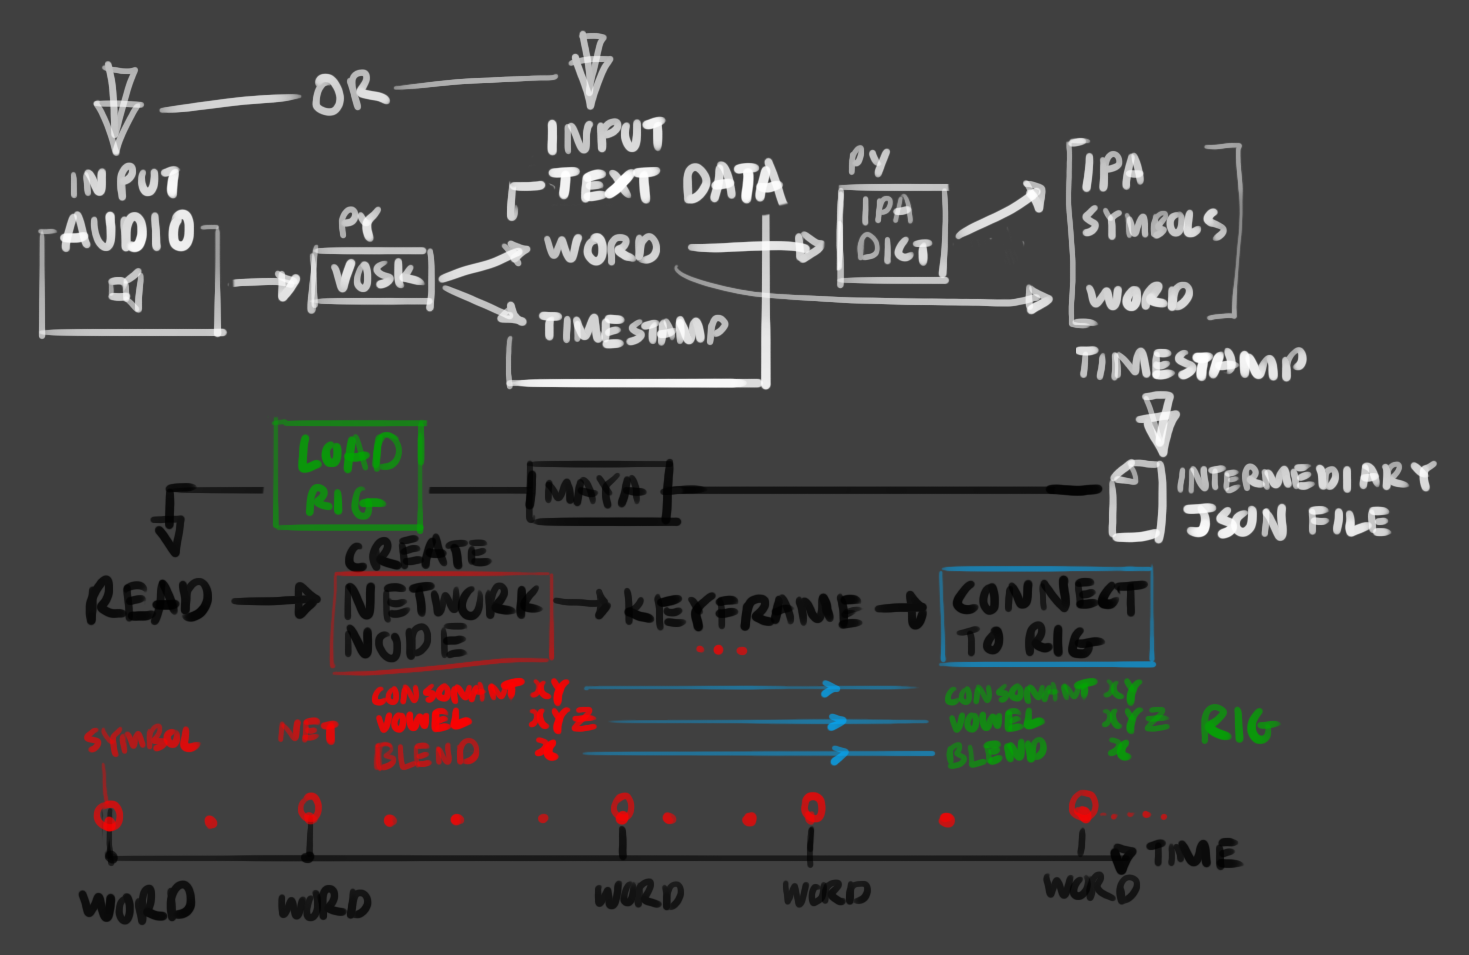 OR
INPUT
AUDIO
PY
VOSK
INPUT
TEXT DATA
WORD
TIMESTAMP
PY
IPA
DICT
IPA
SYMBOLS
WORD
TIMESTAMP
INTERMEDIARY
JSON FILE
MAYA
LOAD
RIG
READ
CREATE
NETWORK
NODE
KEYFRAME
...
CONNECT
TO RIG
SYMBOL
NET
CONSONANT XY
VOWEL XYZ
BLEND X
CONSONANT XY
VOWEL XYZ
BLEND X
RIG
TIME
WORD
WORD
WORD
WORD
WORD